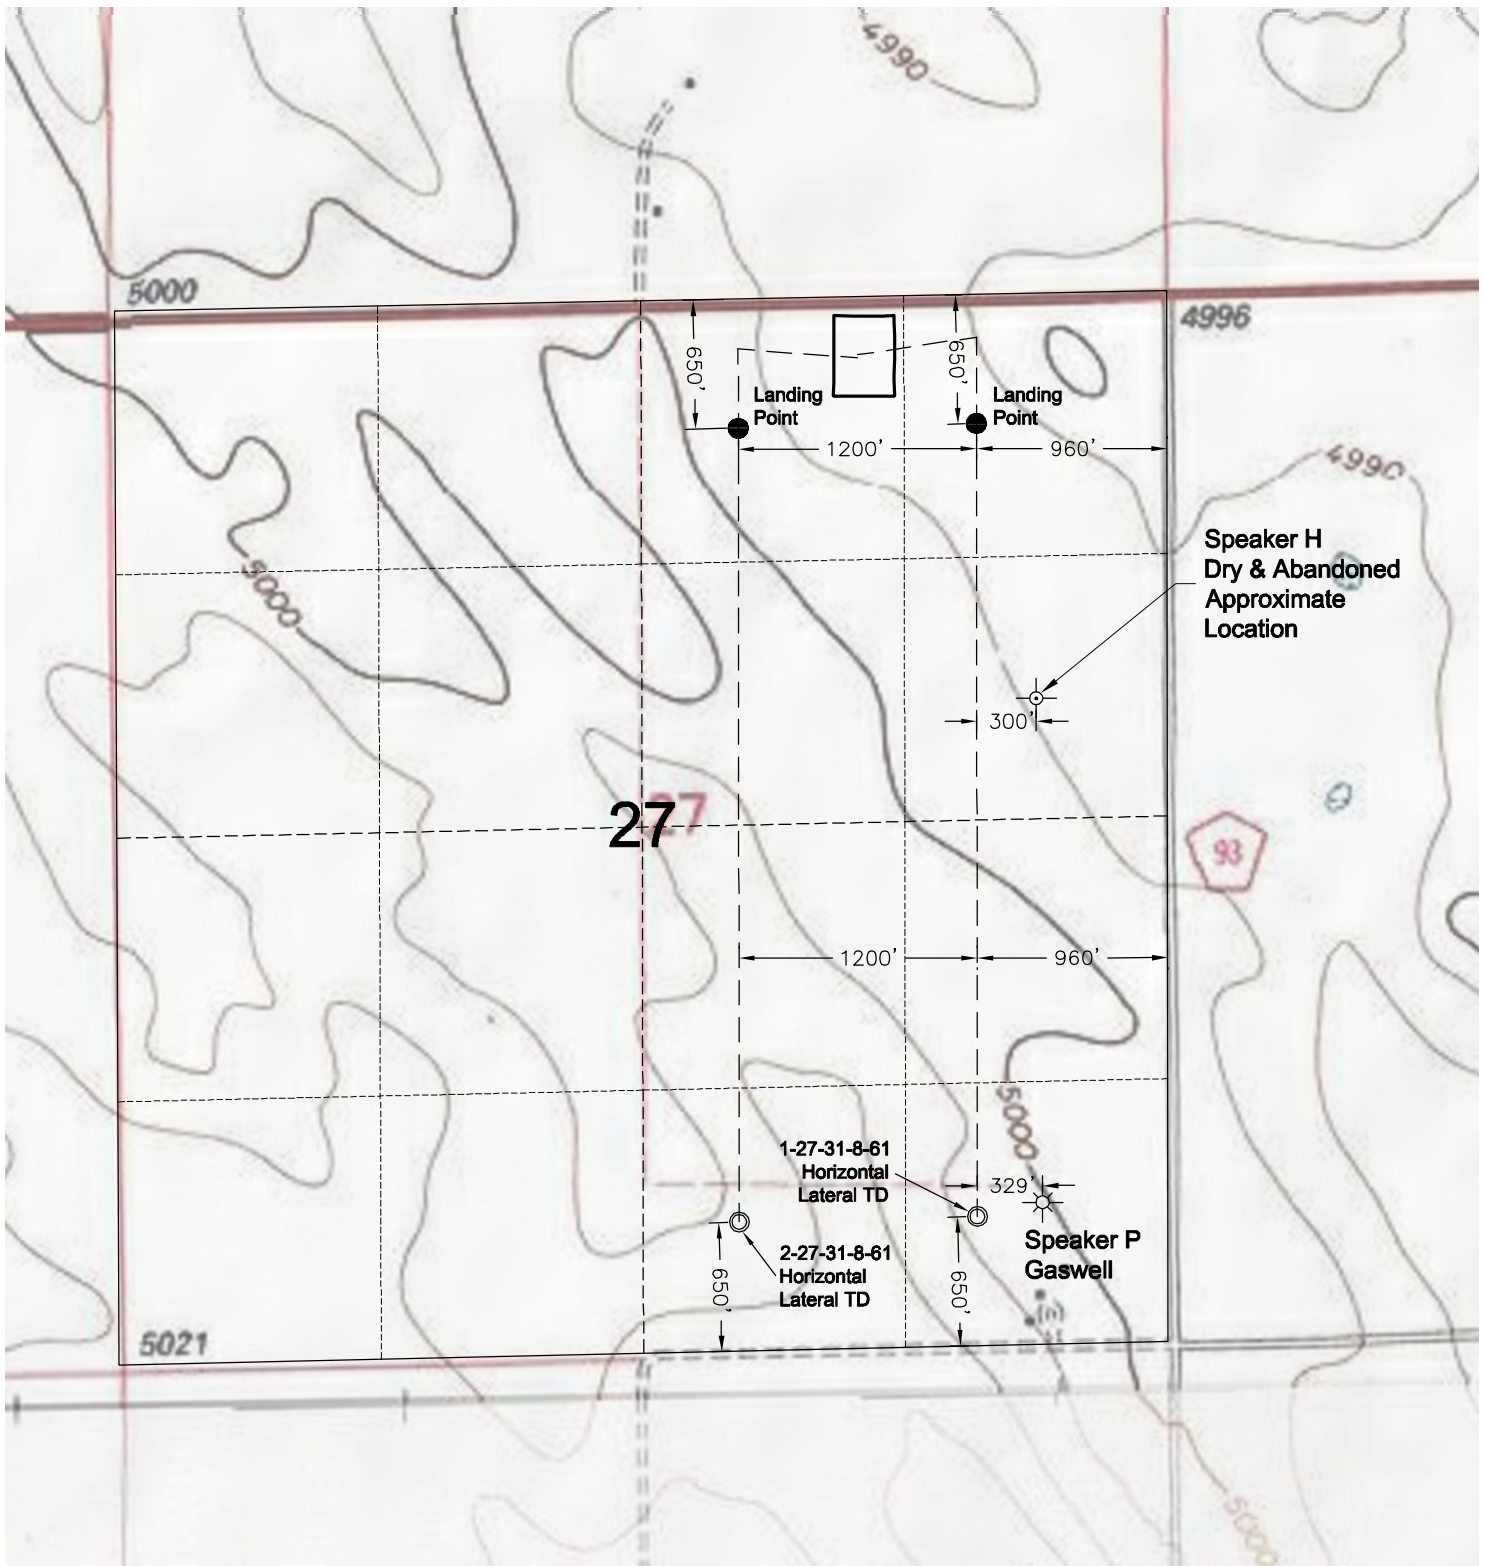 4990
5000
4996
650'
650'
Landing
Point
Landing
Point
1200'
960'
4990
Speaker H
Dry & Abandoned
Approximate
Location
5000
300'
27
27
93
1200'
960'
5000
1-27-31-8-61
Horizontal
Lateral TD
329'
Speaker P
Gaswell
2-27-31-8-61
Horizontal
Lateral TD
650'
650'
5021
5000